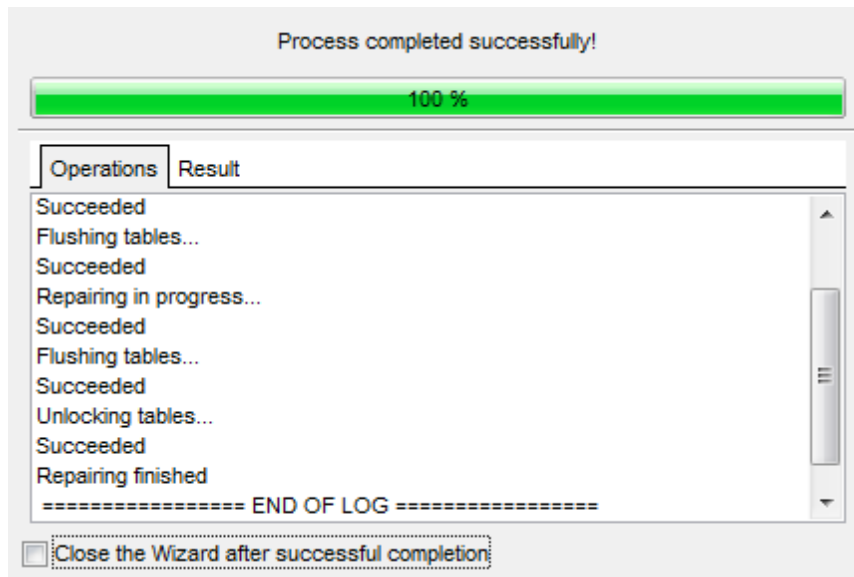 Process completed successfully!
100 %
Operations Result
Succeeded
Flushing tables...
Succeeded
Repairing in progress...
Succeeded
Flushing tables...
Succeeded
Unlocking tables...
Succeeded
Repairing finished
================= END OF LOG =================
Close the Wizard after successful completion